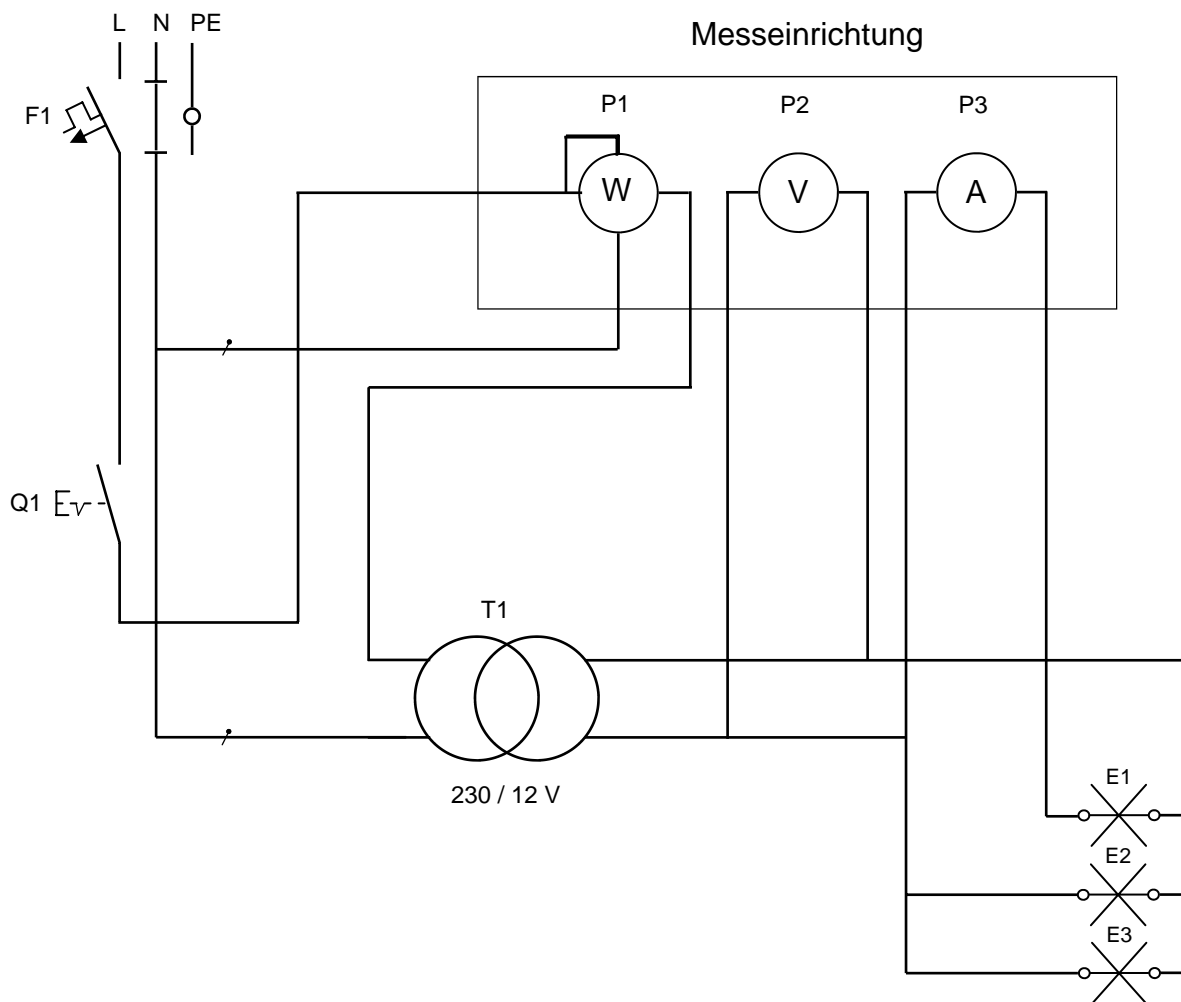 L N PE
Messeinrichtung
F1
P1 P2 P3
W V A
Q1
T1
230 / 12 V
E1
E2
E3